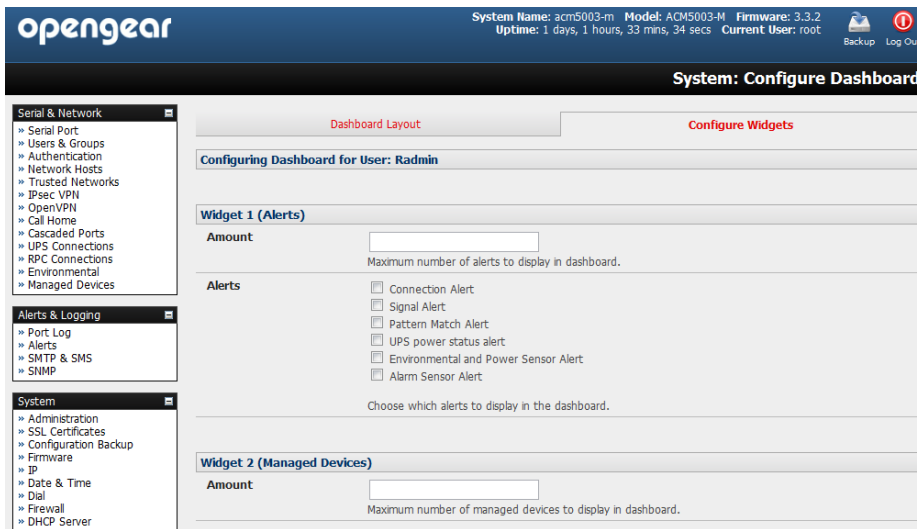 opengear
System Name: acm5003-m Model: ACM5003-M Firmware: 3.3.2
Uptime: 1 days, 1 hours, 33 mins, 34 secs Current User: root
Backup Log Ou
System: Configure Dashboard
Serial & Network
» Serial Port
» Users & Groups
» Authentication
» Network Hosts
» Trusted Networks
» IPsec VPN
» OpenVPN
» Call Home
» Cascaded Ports
» UPS Connections
» RPC Connections
» Environmental
» Managed Devices
Alerts & Logging
» Port Log
» Alerts
» SMTP & SMS
» SNMP
System
» Administration
» SSL Certificates
» Configuration Backup
» Firmware
» IP
» Date & Time
» Dial
» Firewall
» DHCP Server
Dashboard Layout
Configure Widgets
Configuring Dashboard for User: Radmin
Widget 1 (Alerts)
Amount
Maximum number of alerts to display in dashboard.
Alerts
Connection Alert
Signal Alert
Pattern Match Alert
UPS power status alert
Environmental and Power Sensor Alert
Alarm Sensor Alert
Choose which alerts to display in the dashboard.
Widget 2 (Managed Devices)
Amount
Maximum number of managed devices to display in dashboard.